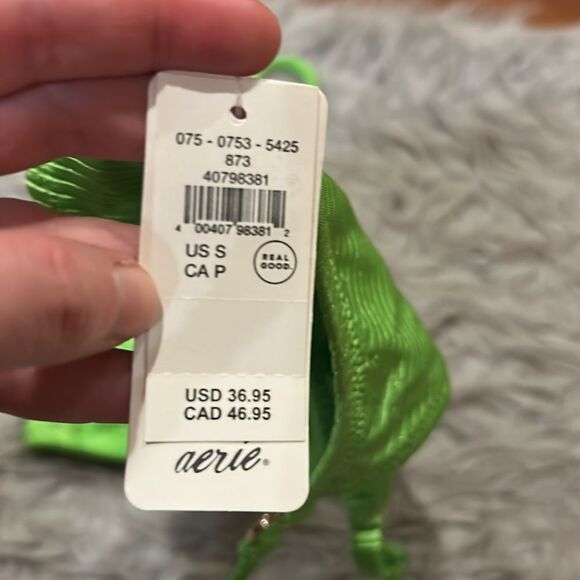 075 - 0753 - 5425
873
40798381
4 00407 98381 2
US S
CA P
REAL
GOOD.
USD 36.95
CAD 46.95
aerie®